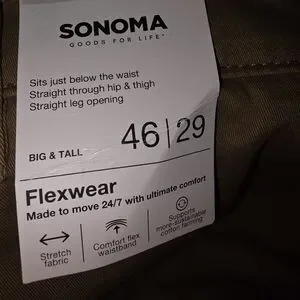 SONOMA
GOODS FOR LIFE®
Sits just below the waist
Straight through hip & thigh
Straight leg opening
BIG & TALL 46|29
Flexwear
Made to move 24/7 with ultimate comfort
Stretch
fabric
Comfort flex
waistband
Supports
more-sustainable
cotton farming